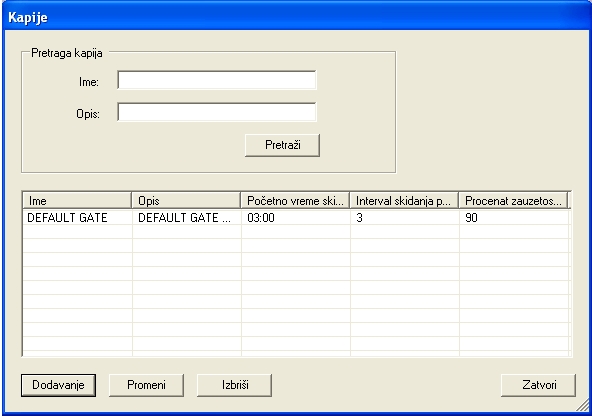 Kapije
Pretraga kapija
Ime:
Opis:
Pretraži
Ime Opis Početno vreme ski... Interval skidanja p... Procenat zauzetos...
DEFAULT GATE DEFAULT GATE ... 03:00 3 90
Dodavanje Promeni Izbriši Zatvori